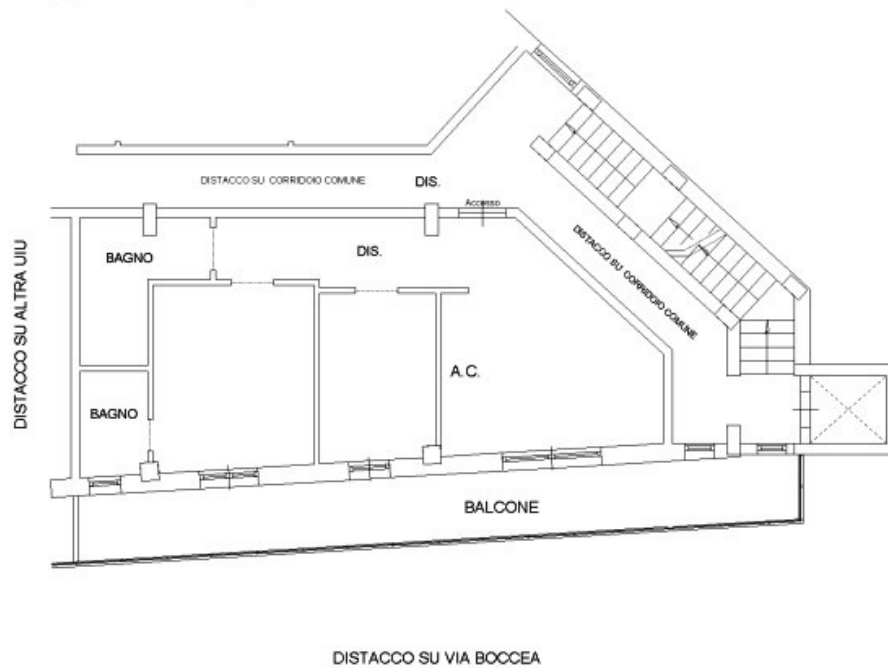 DISTACCO SU CORRIDOIO COMUNE
DIS.
Accesso
BAGNO
DIS.
DISTACCO SU CORRIDOIO COMUNE
DISTACCO SU ALTRA UIU
A.C.
BAGNO
BALCONE
DISTACCO SU VIA BOCCEA